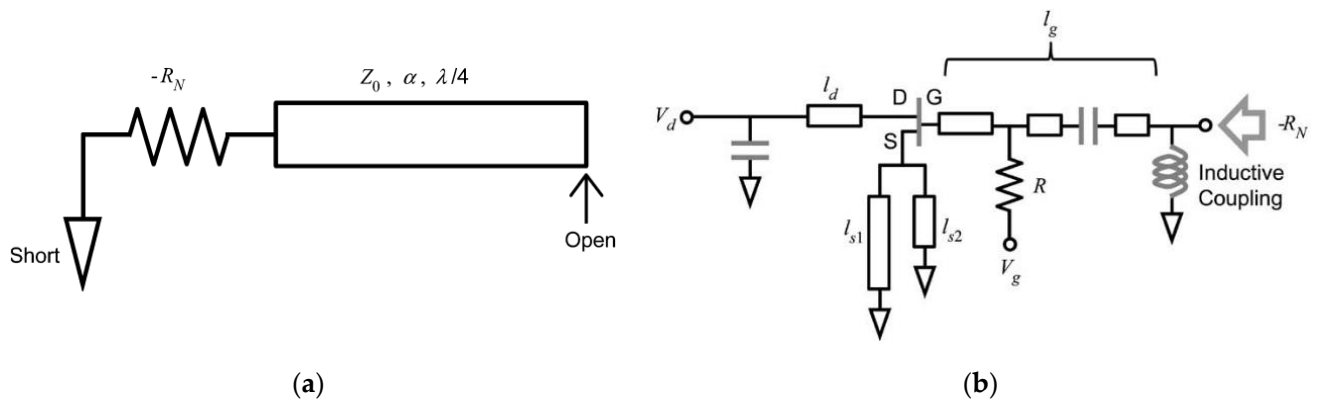 -R_N
Z_0 , α, λ/4
Short
Open
(a)
l_g
l_d
D G
V_d
S
-R_N
R
Inductive
Coupling
l_s1
l_s2
V_g
(b)